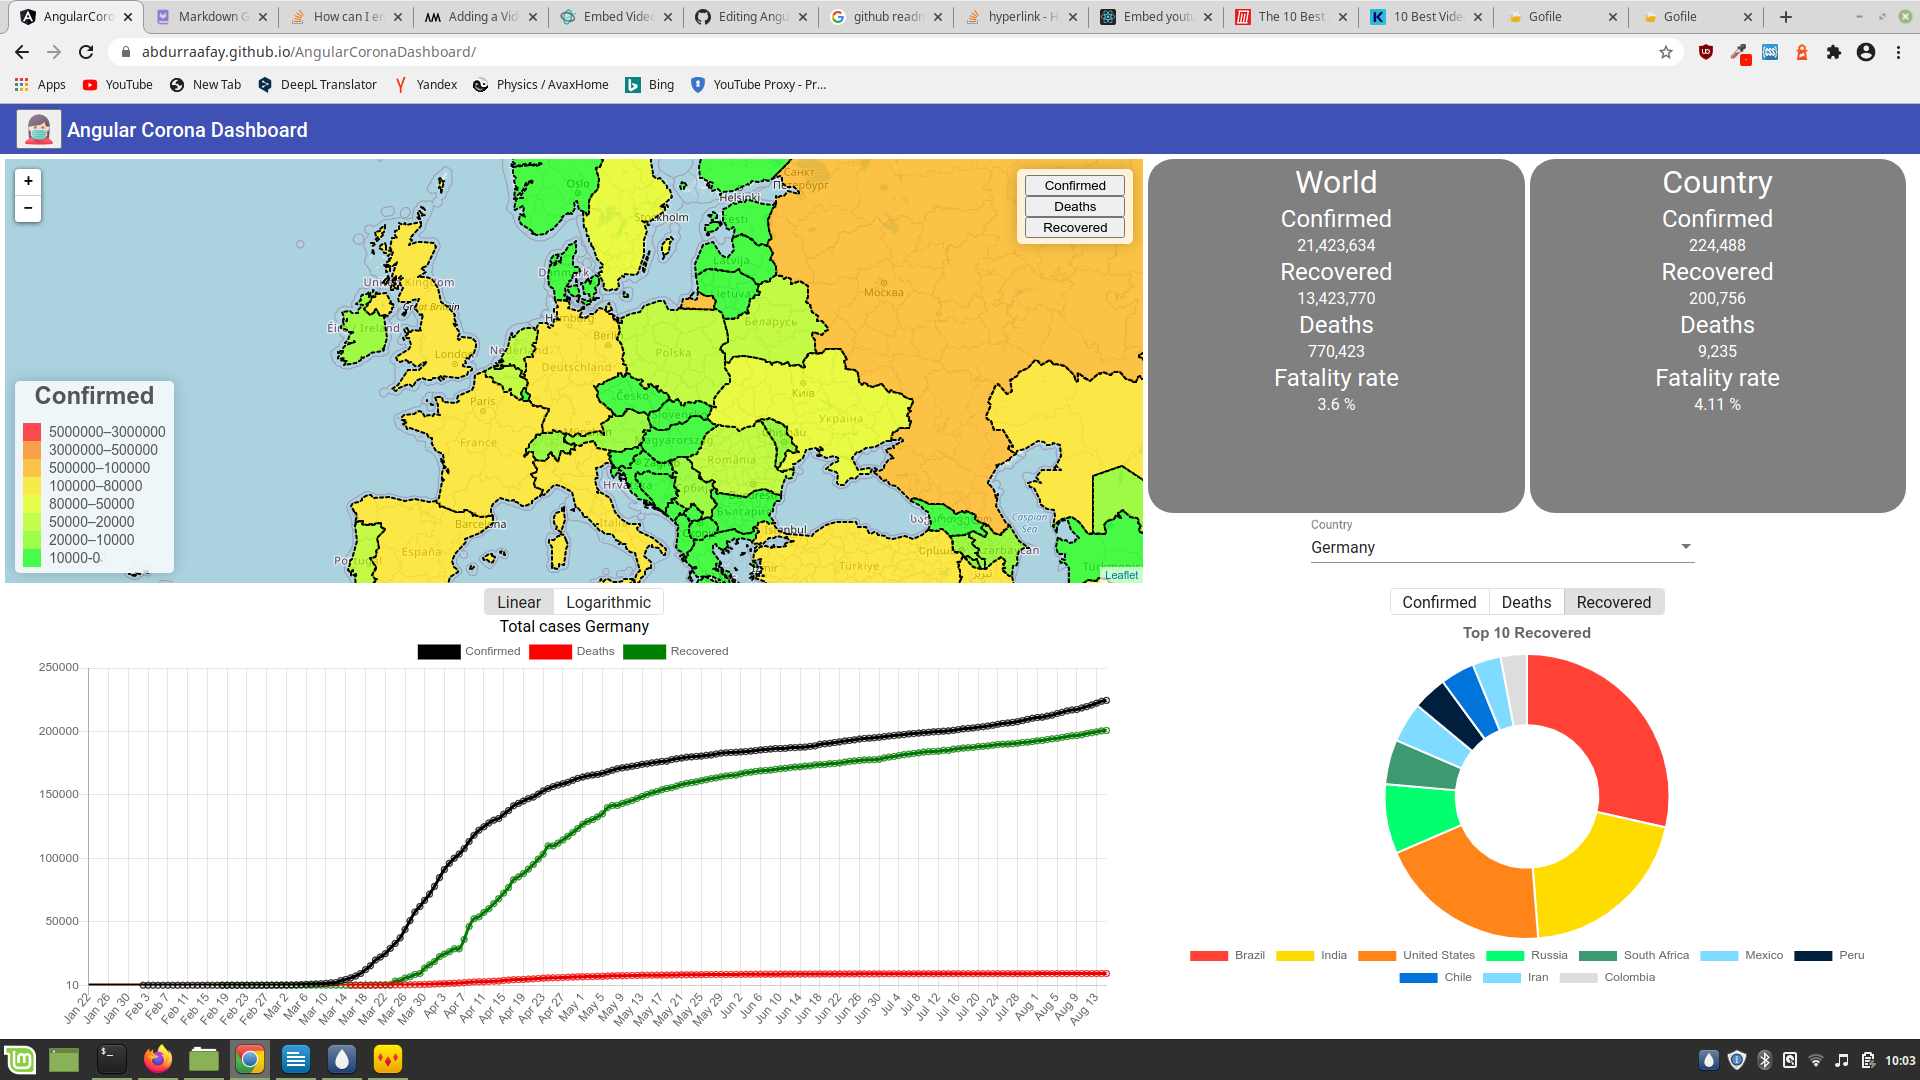 AngularCoro
Markdown G
How can I en
Adding a Vid
Embed Video
Editing Angu
github readm
hyperlink - H
Embed youtu
The 10 Best
10 Best Vide
Gofile
Gofile
abdurraafay.github.io/AngularCoronaDashboard/
Apps
YouTube
New Tab
DeepL Translator
Yandex
Physics / AvaxHome
Bing
YouTube Proxy - Pr...
Angular Corona Dashboard
+
−
Confirmed
Deaths
Recovered
Oslo
Stockholm
Helsinki
Санкт-
Петербург
Eesti
Latvija
Lietuva
Danmark
United Kingdom
Great Britain
Éire / Ireland
London
Nederland
Hamburg
Berlin
Deutschland
Polska
Беларусь
Москва
Київ
Україна
Paris
France
München
Česko
Slovensko
Magyarország
Chișinău
România
Zagreb
Hrvatska
București
България
Italia
Barcelona
España
Portugal
İstanbul
İzmir
Türkiye
საქართველო
Azərbaycan
Caspian
Sea
Türkmenistan
Leaflet
Confirmed
5000000–3000000
3000000–500000
500000–100000
100000–80000
80000–50000
50000–20000
20000–10000
10000-0
World
Confirmed
21,423,634
Recovered
13,423,770
Deaths
770,423
Fatality rate
3.6 %
Country
Confirmed
224,488
Recovered
200,756
Deaths
9,235
Fatality rate
4.11 %
Country
Germany
Linear
Logarithmic
Total cases Germany
Confirmed
Deaths
Recovered
250000
200000
150000
100000
50000
10
Jan 22
Jan 26
Jan 30
Feb 3
Feb 7
Feb 11
Feb 15
Feb 19
Feb 23
Feb 27
Mar 2
Mar 6
Mar 10
Mar 14
Mar 18
Mar 22
Mar 26
Mar 30
Apr 3
Apr 7
Apr 11
Apr 15
Apr 19
Apr 23
Apr 27
May 1
May 5
May 9
May 13
May 17
May 21
May 25
May 29
Jun 2
Jun 6
Jun 10
Jun 14
Jun 18
Jun 22
Jun 26
Jun 30
Jul 4
Jul 8
Jul 12
Jul 16
Jul 20
Jul 24
Jul 28
Aug 1
Aug 5
Aug 9
Aug 13
Confirmed
Deaths
Recovered
Top 10 Recovered
Brazil
India
United States
Russia
South Africa
Mexico
Peru
Chile
Iran
Colombia
10:03